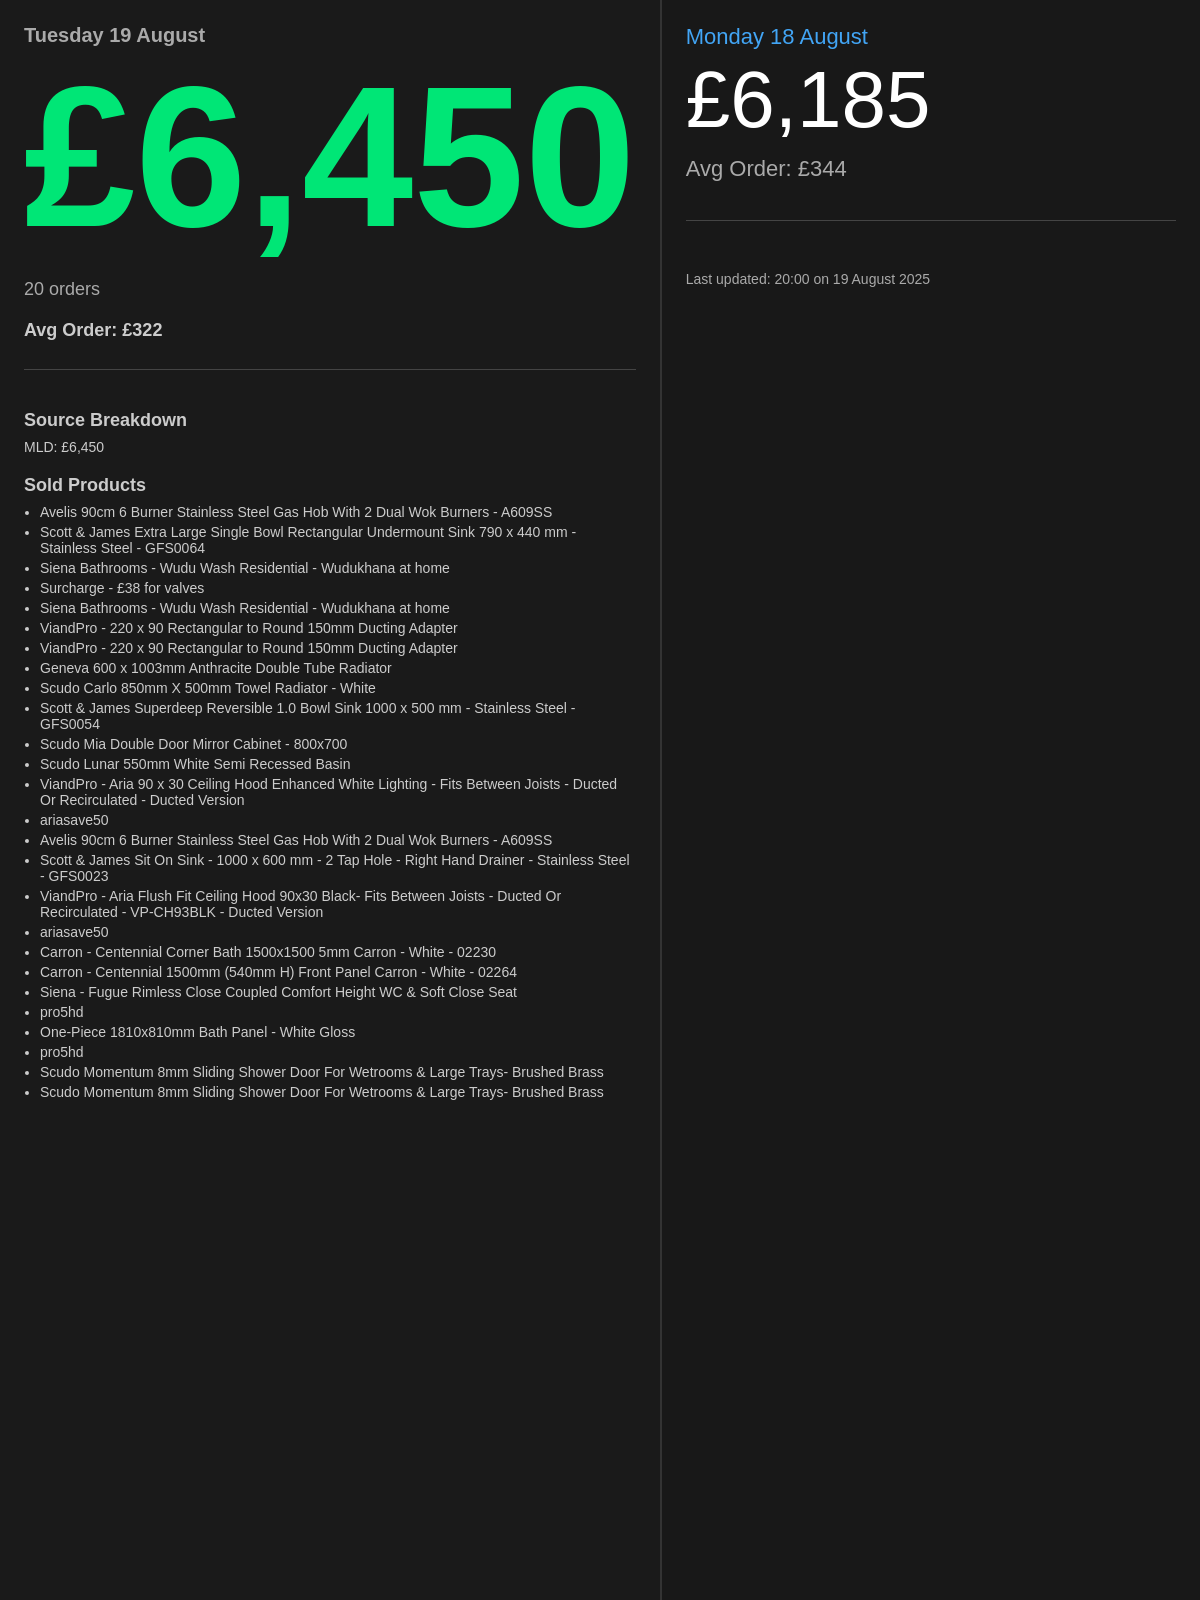 Tuesday 19 August
£6,450
20 orders
Avg Order: £322
Source Breakdown
MLD: £6,450
Sold Products
• Avelis 90cm 6 Burner Stainless Steel Gas Hob With 2 Dual Wok Burners - A609SS
• Scott & James Extra Large Single Bowl Rectangular Undermount Sink 790 x 440 mm -
Stainless Steel - GFS0064
• Siena Bathrooms - Wudu Wash Residential - Wudukhana at home
• Surcharge - £38 for valves
• Siena Bathrooms - Wudu Wash Residential - Wudukhana at home
• ViandPro - 220 x 90 Rectangular to Round 150mm Ducting Adapter
• ViandPro - 220 x 90 Rectangular to Round 150mm Ducting Adapter
• Geneva 600 x 1003mm Anthracite Double Tube Radiator
• Scudo Carlo 850mm X 500mm Towel Radiator - White
• Scott & James Superdeep Reversible 1.0 Bowl Sink 1000 x 500 mm - Stainless Steel -
GFS0054
• Scudo Mia Double Door Mirror Cabinet - 800x700
• Scudo Lunar 550mm White Semi Recessed Basin
• ViandPro - Aria 90 x 30 Ceiling Hood Enhanced White Lighting - Fits Between Joists - Ducted
Or Recirculated - Ducted Version
• ariasave50
• Avelis 90cm 6 Burner Stainless Steel Gas Hob With 2 Dual Wok Burners - A609SS
• Scott & James Sit On Sink - 1000 x 600 mm - 2 Tap Hole - Right Hand Drainer - Stainless Steel
- GFS0023
• ViandPro - Aria Flush Fit Ceiling Hood 90x30 Black- Fits Between Joists - Ducted Or
Recirculated - VP-CH93BLK - Ducted Version
• ariasave50
• Carron - Centennial Corner Bath 1500x1500 5mm Carron - White - 02230
• Carron - Centennial 1500mm (540mm H) Front Panel Carron - White - 02264
• Siena - Fugue Rimless Close Coupled Comfort Height WC & Soft Close Seat
• pro5hd
• One-Piece 1810x810mm Bath Panel - White Gloss
• pro5hd
• Scudo Momentum 8mm Sliding Shower Door For Wetrooms & Large Trays- Brushed Brass
• Scudo Momentum 8mm Sliding Shower Door For Wetrooms & Large Trays- Brushed Brass
Monday 18 August
£6,185
Avg Order: £344
Last updated: 20:00 on 19 August 2025